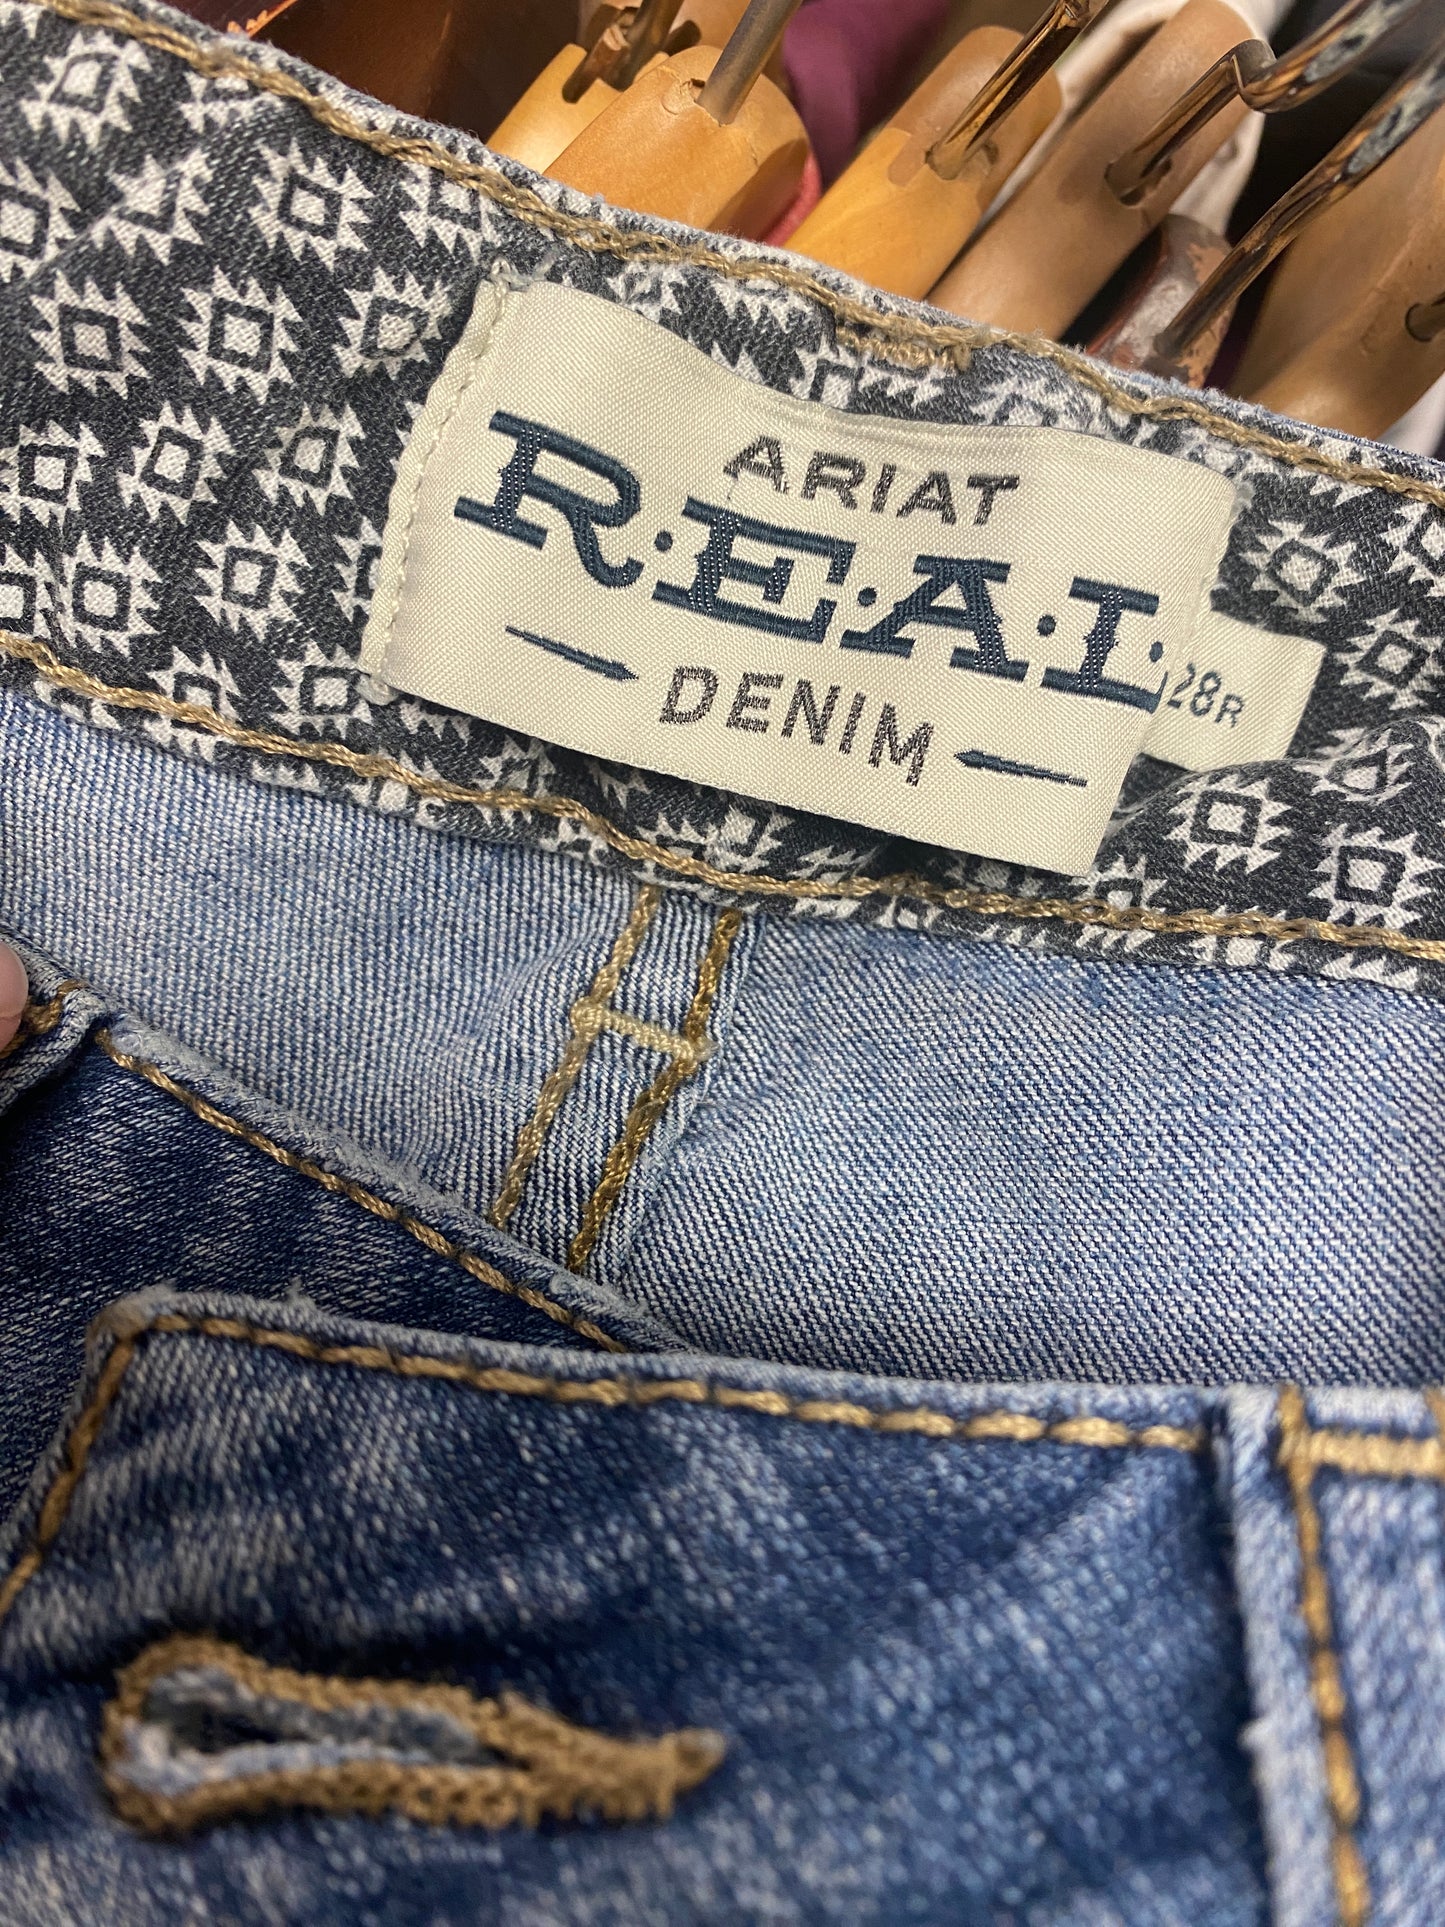 ARIAT
R.E.A.L.
DENIM
28R